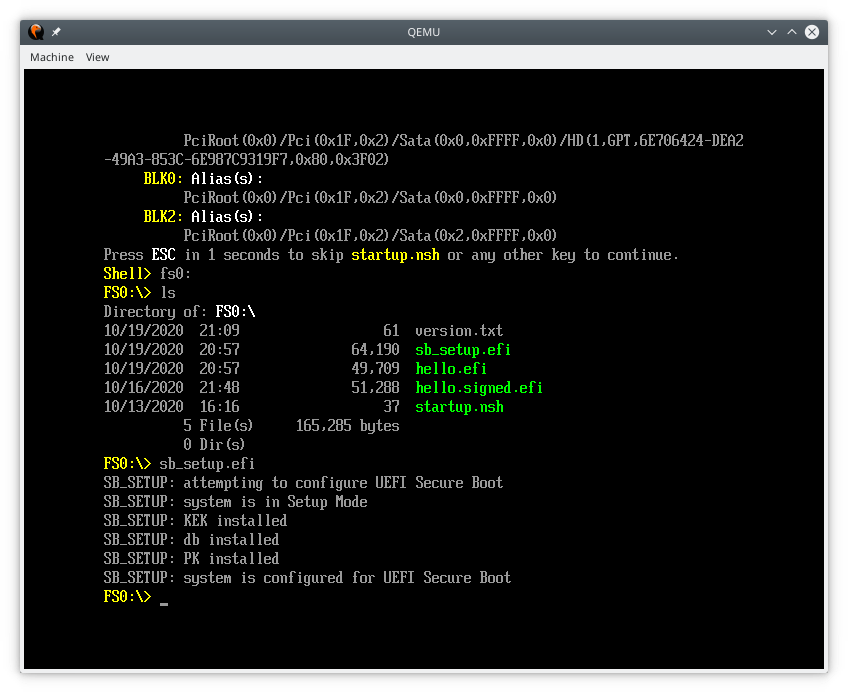 QEMU
Machine View
PciRoot(0x0)/Pci(0x1F,0x2)/Sata(0x0,0xFFFF,0x0)/HD(1,GPT,6E706424-DEA2
-49A3-853C-6E987C9319F7,0x80,0x3F02)
BLK0: Alias(s):
PciRoot(0x0)/Pci(0x1F,0x2)/Sata(0x0,0xFFFF,0x0)
BLK2: Alias(s):
PciRoot(0x0)/Pci(0x1F,0x2)/Sata(0x2,0xFFFF,0x0)
Press ESC in 1 seconds to skip startup.nsh or any other key to continue.
Shell> fs0:
FS0:\> ls
Directory of: FS0:\
10/19/2020 21:09 61 version.txt
10/19/2020 20:57 64,190 sb_setup.efi
10/19/2020 20:57 49,709 hello.efi
10/16/2020 21:48 51,288 hello.signed.efi
10/13/2020 16:16 37 startup.nsh
5 File(s) 165,285 bytes
0 Dir(s)
FS0:\> sb_setup.efi
SB_SETUP: attempting to configure UEFI Secure Boot
SB_SETUP: system is in Setup Mode
SB_SETUP: KEK installed
SB_SETUP: db installed
SB_SETUP: PK installed
SB_SETUP: system is configured for UEFI Secure Boot
FS0:\> _